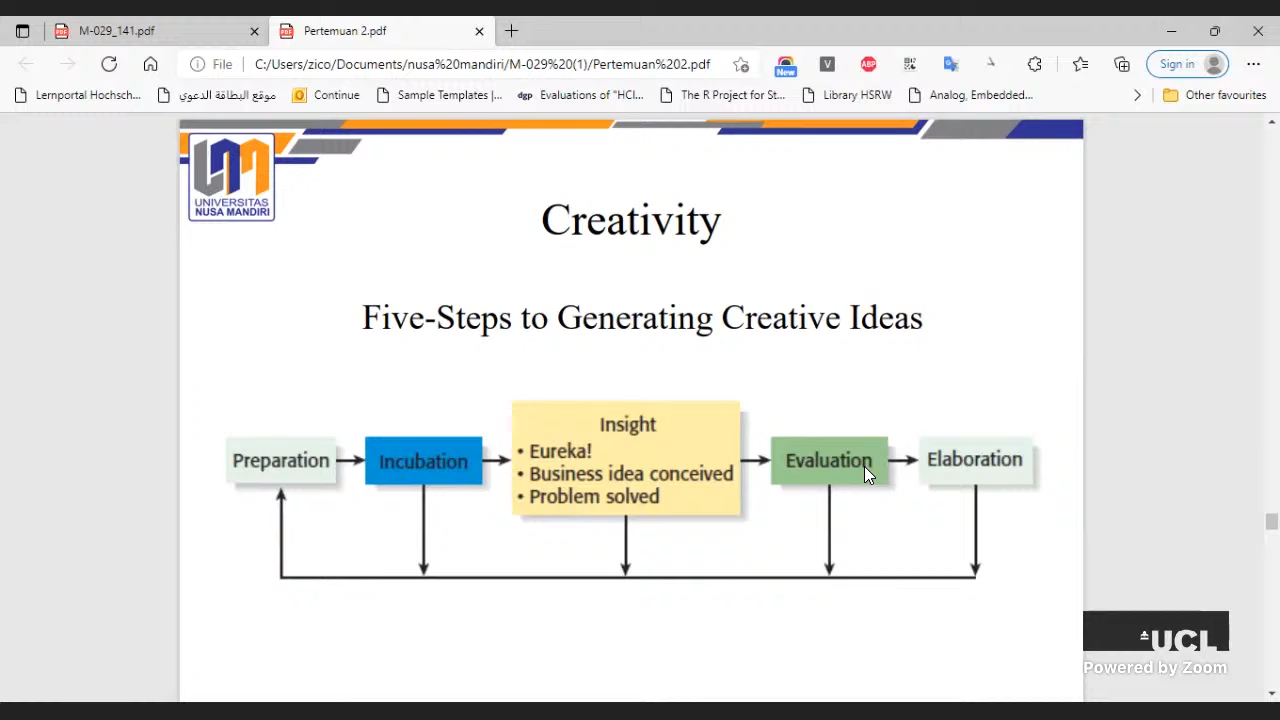 M-029_141.pdf
Pertemuan 2.pdf
File
C:/Users/zico/Documents/nusa%20mandiri/M-029%20(1)/Pertemuan%202.pdf
New
V
ABP
Sign in
Lernportal Hochsch...
موقع البطاقة الدعوي
Continue
Sample Templates |...
dgp
Evaluations of "HCI...
The R Project for St...
Library HSRW
Analog, Embedded...
Other favourites
UNIVERSITAS
NUSA MANDIRI
Creativity
Five-Steps to Generating Creative Ideas
Preparation
Incubation
Insight
• Eureka!
• Business idea conceived
• Problem solved
Evaluation
Elaboration
UCL
Powered by Zoom